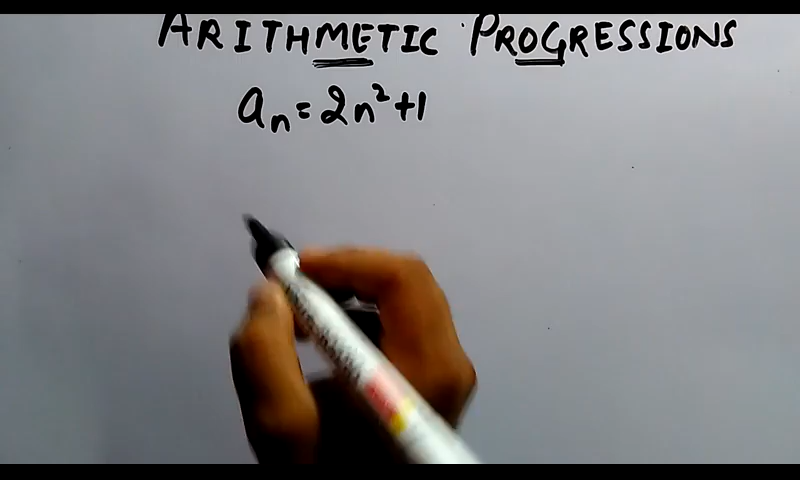 ARITHMETIC PROGRESSIONS
aₙ = 2n² + 1